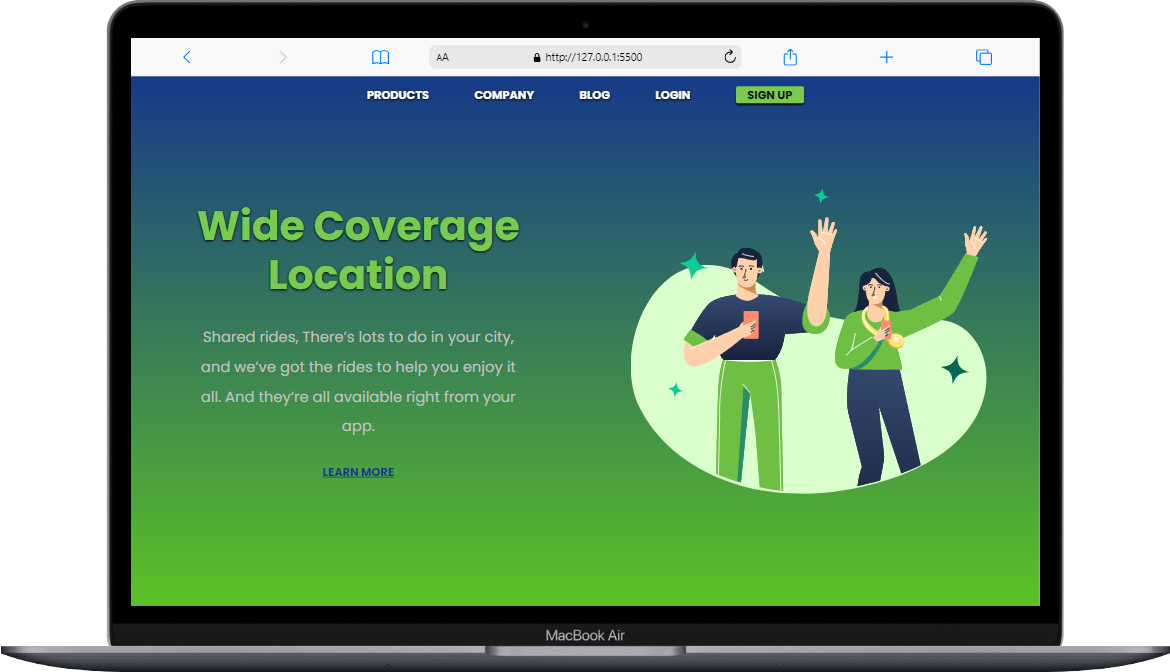 AA http://127.0.0.1:5500
PRODUCTS COMPANY BLOG LOGIN SIGN UP
Wide Coverage
Location
Shared rides, There’s lots to do in your city,
and we’ve got the rides to help you enjoy it
all. And they’re all available right from your
app.
LEARN MORE
MacBook Air